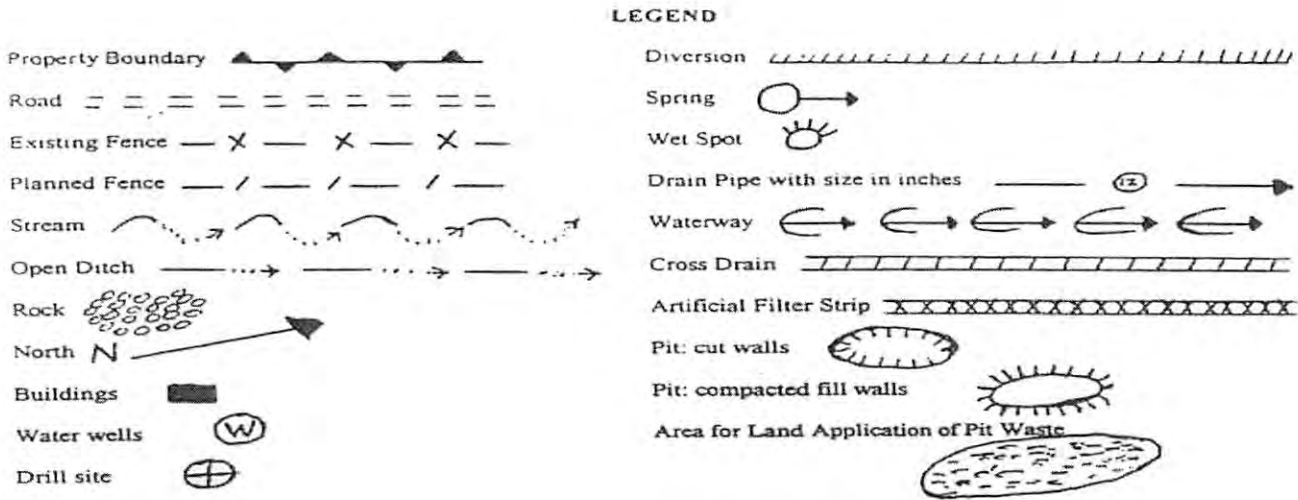 LEGEND
Property Boundary
Road
Existing Fence
Planned Fence
Stream
Open Ditch
Rock
North N
Buildings
Water wells W
Drill site
Diversion
Spring
Wet Spot
Drain Pipe with size in inches 12
Waterway
Cross Drain
Artificial Filter Strip
Pit: cut walls
Pit: compacted fill walls
Area for Land Application of Pit Waste